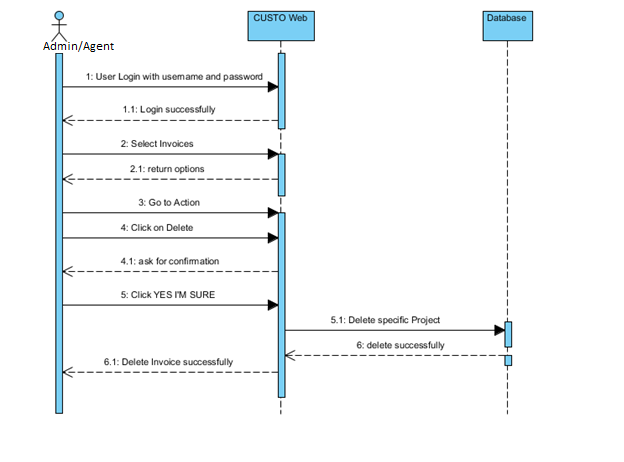 CUSTO Web
Database
Admin/Agent
1: User Login with username and password
1.1: Login successfully
2: Select Invoices
2.1: return options
3: Go to Action
4: Click on Delete
4.1: ask for confirmation
5: Click YES I'M SURE
5.1: Delete specific Project
6: delete successfully
6.1: Delete Invoice successfully